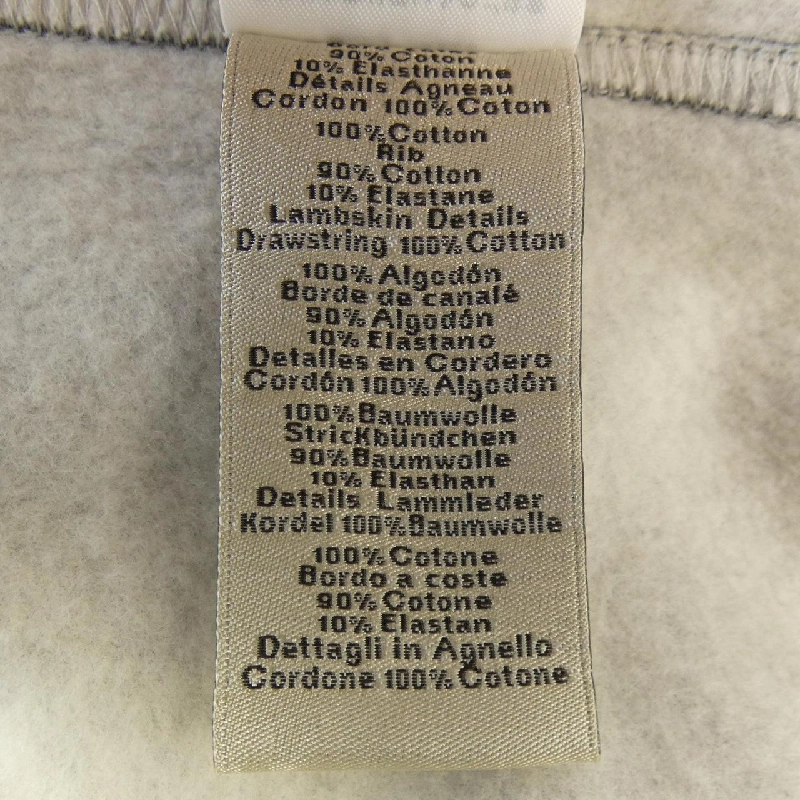 90% Coton
10% Elasthanne
Détails Agneau
Cordon 100% Coton
100% Cotton
Rib
90% Cotton
10% Elastane
Lambskin Details
Drawstring 100% Cotton
100% Algodón
Borde de canalé
90% Algodón
10% Elastano
Detalles en Cordero
Cordón 100% Algodón
100% Baumwolle
StricKbündchen
90% Baumwolle
10% Elasthan
Details Lammleder
Kordel 100% Baumwolle
100% Cotone
Bordo a coste
90% Cotone
10% Elastan
Dettagli in Agnello
Cordone 100% Cotone